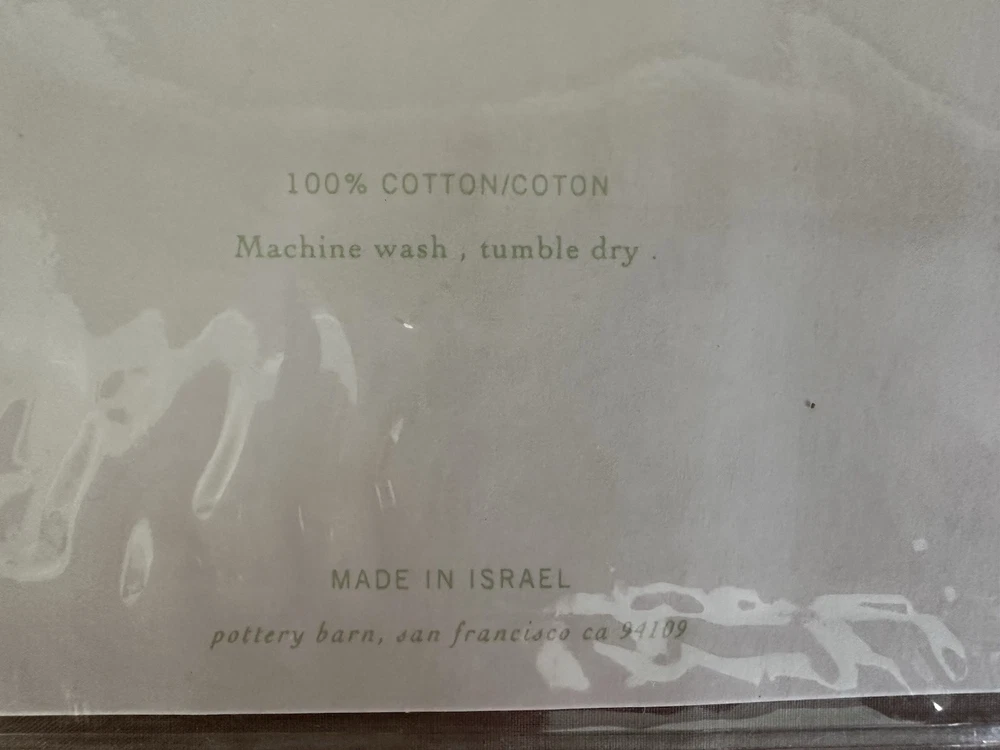 100% COTTON/COTON
Machine wash , tumble dry .
MADE IN ISRAEL
pottery barn, san francisco ca 94109